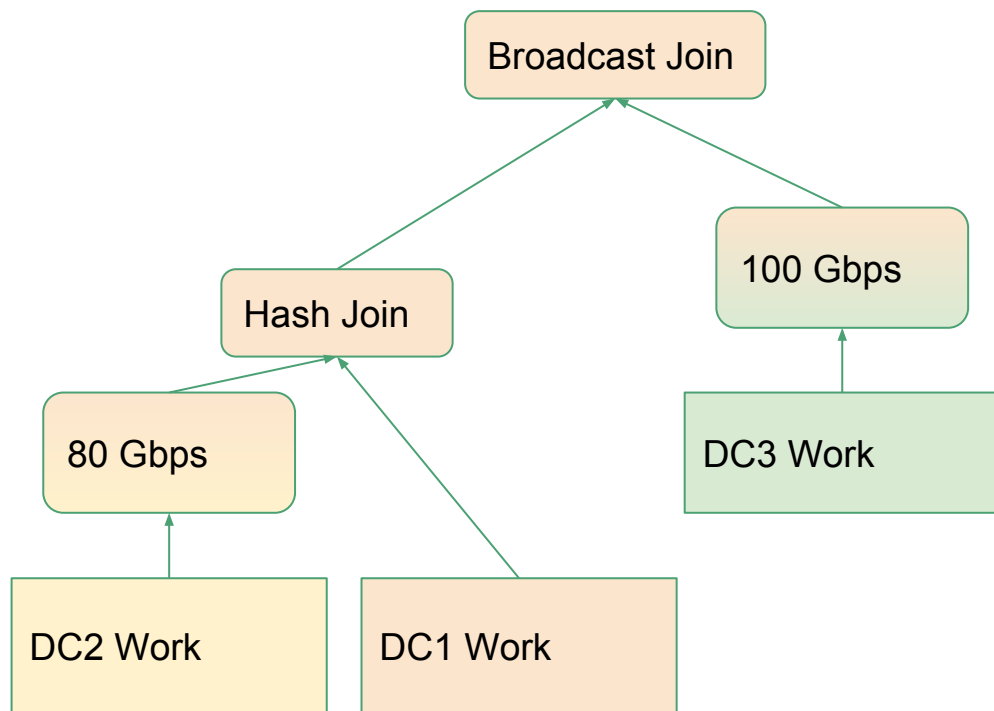 Broadcast Join
100 Gbps
Hash Join
80 Gbps
DC3 Work
DC2 Work
DC1 Work